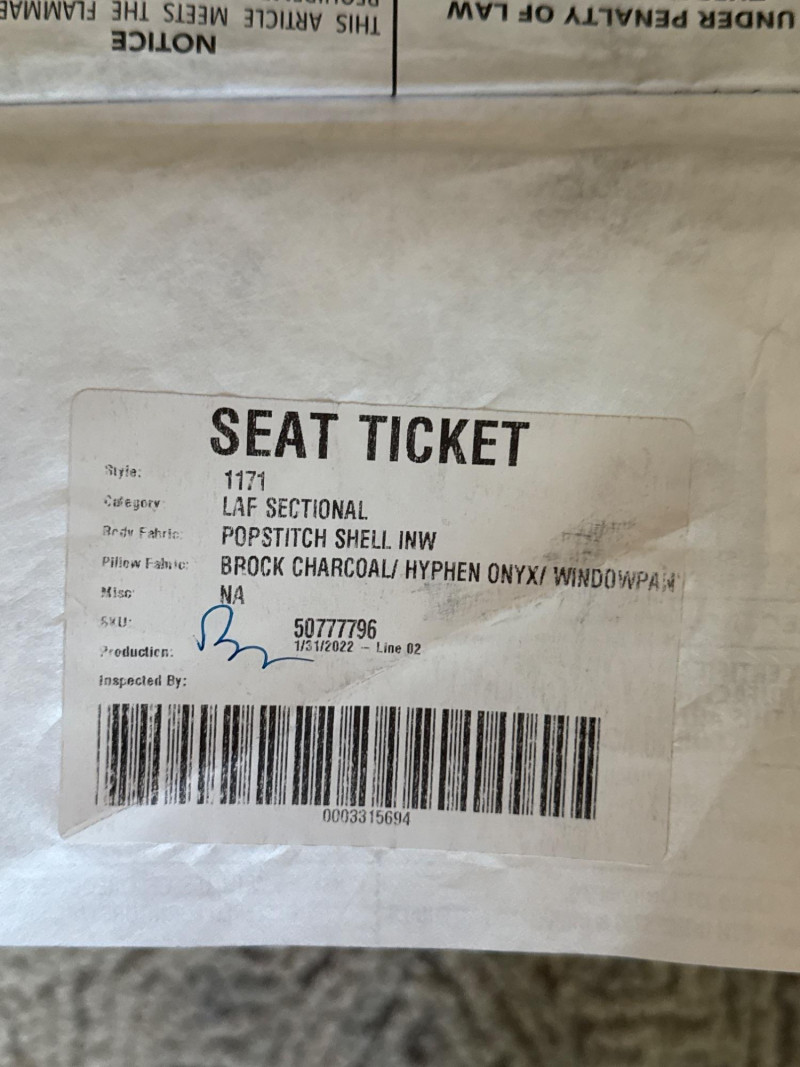 UNDER PENALTY OF LAW
NOTICE
THIS ARTICLE MEETS THE
SEAT TICKET
Style: 1171
Category: LAF SECTIONAL
Body Fabric: POPSTITCH SHELL INW
Pillow Fabric: BROCK CHARCOAL/ HYPHEN ONYX/ WINDOWPAN
Misc: NA
SKU: 50777796
Production: 1/31/2022 - Line 02
Inspected By:
0003315694